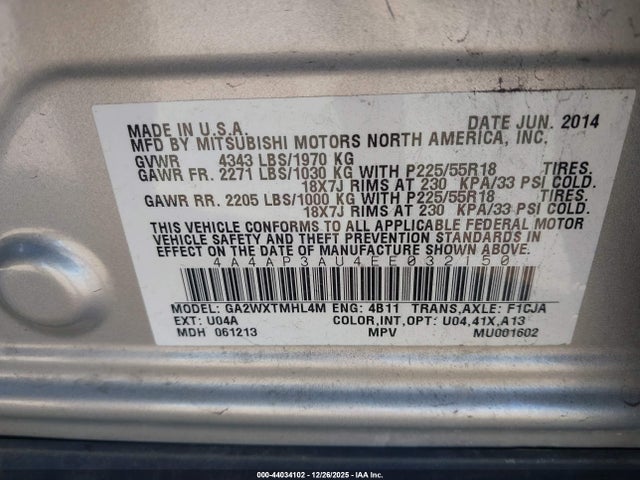 MADE IN U.S.A. DATE JUN. 2014
MFD BY MITSUBISHI MOTORS NORTH AMERICA, INC.
GVWR 4343 LBS/1970 KG
GAWR FR. 2271 LBS/1030 KG WITH P225/55R18 TIRES.
18X7J RIMS AT 230 KPA/33 PSI COLD.
GAWR RR. 2205 LBS/1000 KG WITH P225/55R18 TIRES.
18X7J RIMS AT 230 KPA/33 PSI COLD.
THIS VEHICLE CONFORMS TO ALL APPLICABLE FEDERAL MOTOR
VEHICLE SAFETY AND THEFT PREVENTION STANDARDS IN
EFFECT ON THE DATE OF MANUFACTURE SHOWN ABOVE.
4A4AP3AU4EE032150
MODEL: GA2WXTMHL4M ENG: 4B11 TRANS,AXLE: F1CJA
EXT: U04A COLOR,INT,OPT: U04,41X,A13
MDH 061213 MPV MU001602
000-44034102 - 12/26/2025 - IAA Inc.